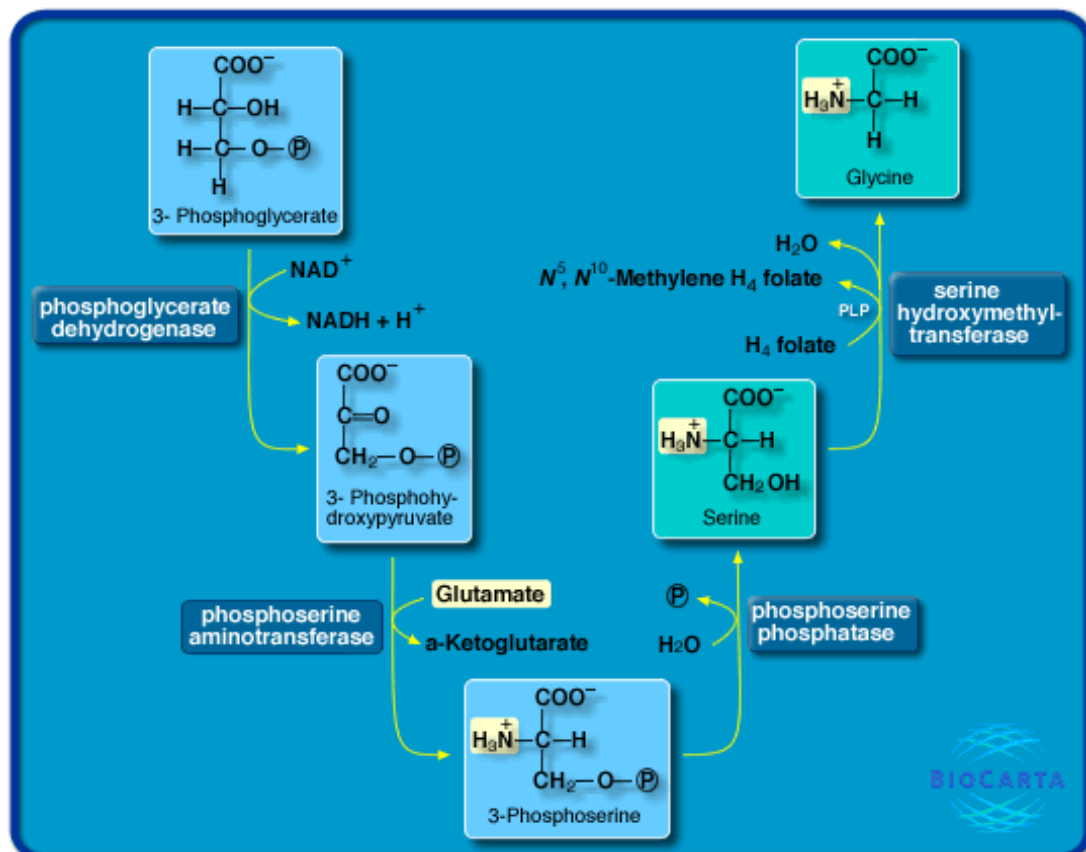 COO⁻
H–C–OH
H–C–O–Ⓟ
H
3- Phosphoglycerate
NAD⁺
phosphoglycerate
dehydrogenase
NADH + H⁺
COO⁻
C=O
CH₂–O–Ⓟ
3- Phosphohy-
droxypyruvate
Glutamate
phosphoserine
aminotransferase
a-Ketoglutarate
COO⁻
H₃N⁺–C–H
CH₂–O–Ⓟ
3-Phosphoserine
Ⓟ
H₂O
phosphoserine
phosphatase
COO⁻
H₃N⁺–C–H
CH₂OH
Serine
H₂O
N⁵, N¹⁰-Methylene H₄ folate
PLP
H₄ folate
serine
hydroxymethyl-
transferase
COO⁻
H₃N⁺–C–H
H
Glycine
BIOCARTA